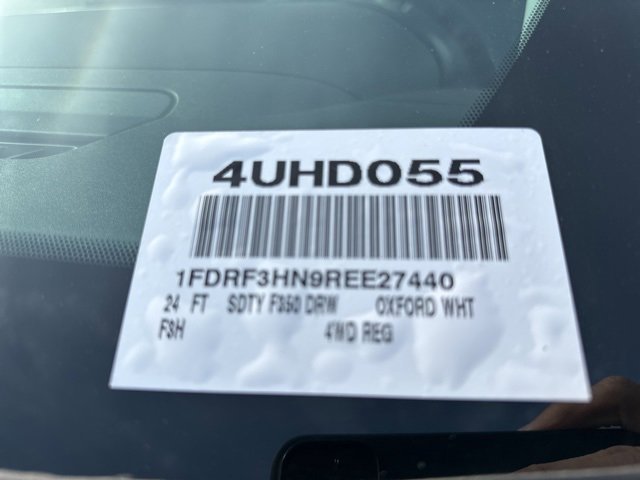 4UHD055
1FDRF3HN9REE27440
24 FT SDTY F350 DRW OXFORD WHT
F3H 4WD REG